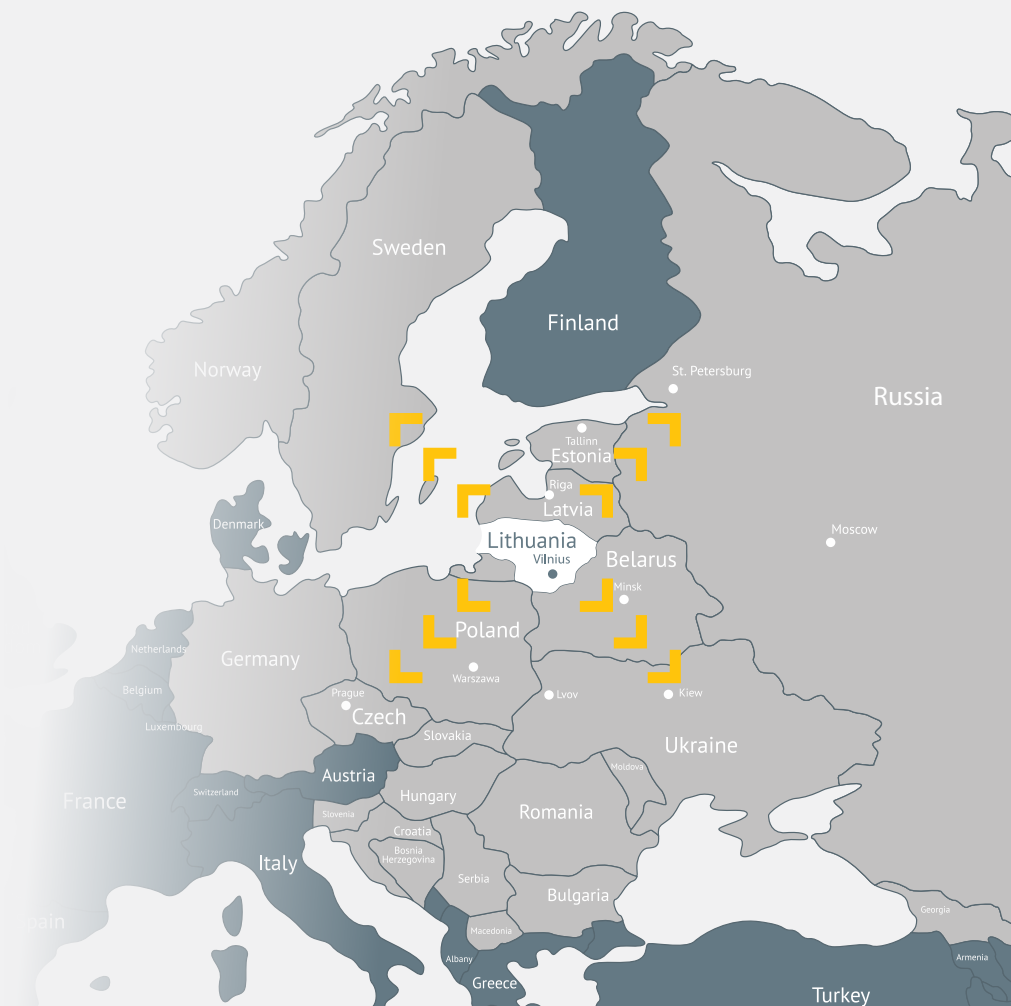 Sweden
Finland
Norway
St. Petersburg
Russia
Tallinn
Estonia
Riga
Latvia
Denmark
Moscow
Lithuania
Vilnius
Belarus
Minsk
Poland
Netherlands
Germany
Warszawa
Belgium
Prague
Lvov
Kiew
Czech
Luxembourg
Slovakia
Ukraine
Moldova
Austria
Switzerland
Hungary
France
Slovenia
Romania
Croatia
Bosnia
Herzegovina
Italy
Serbia
Bulgaria
Georgia
pain
Macedonia
Albany
Armenia
Greece
Turkey